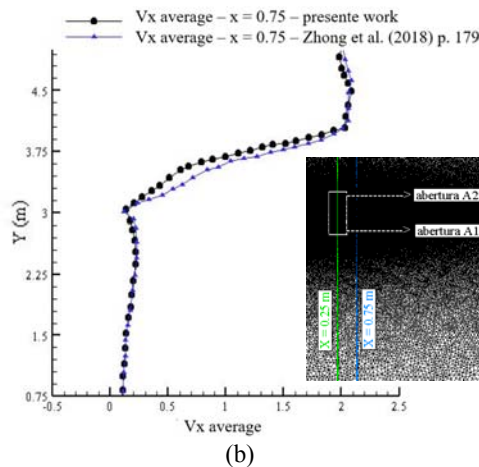 Vx average – x = 0.75 – presente work
Vx average – x = 0.75 – Zhong et al. (2018) p. 179
4.5
3.75
3
2.25
1.5
0.75
Y (m)
abertura A2
abertura A1
X = 0.25 m
X = 0.75 m
-0.5
0
0.5
1
1.5
2
2.5
Vx average
(b)